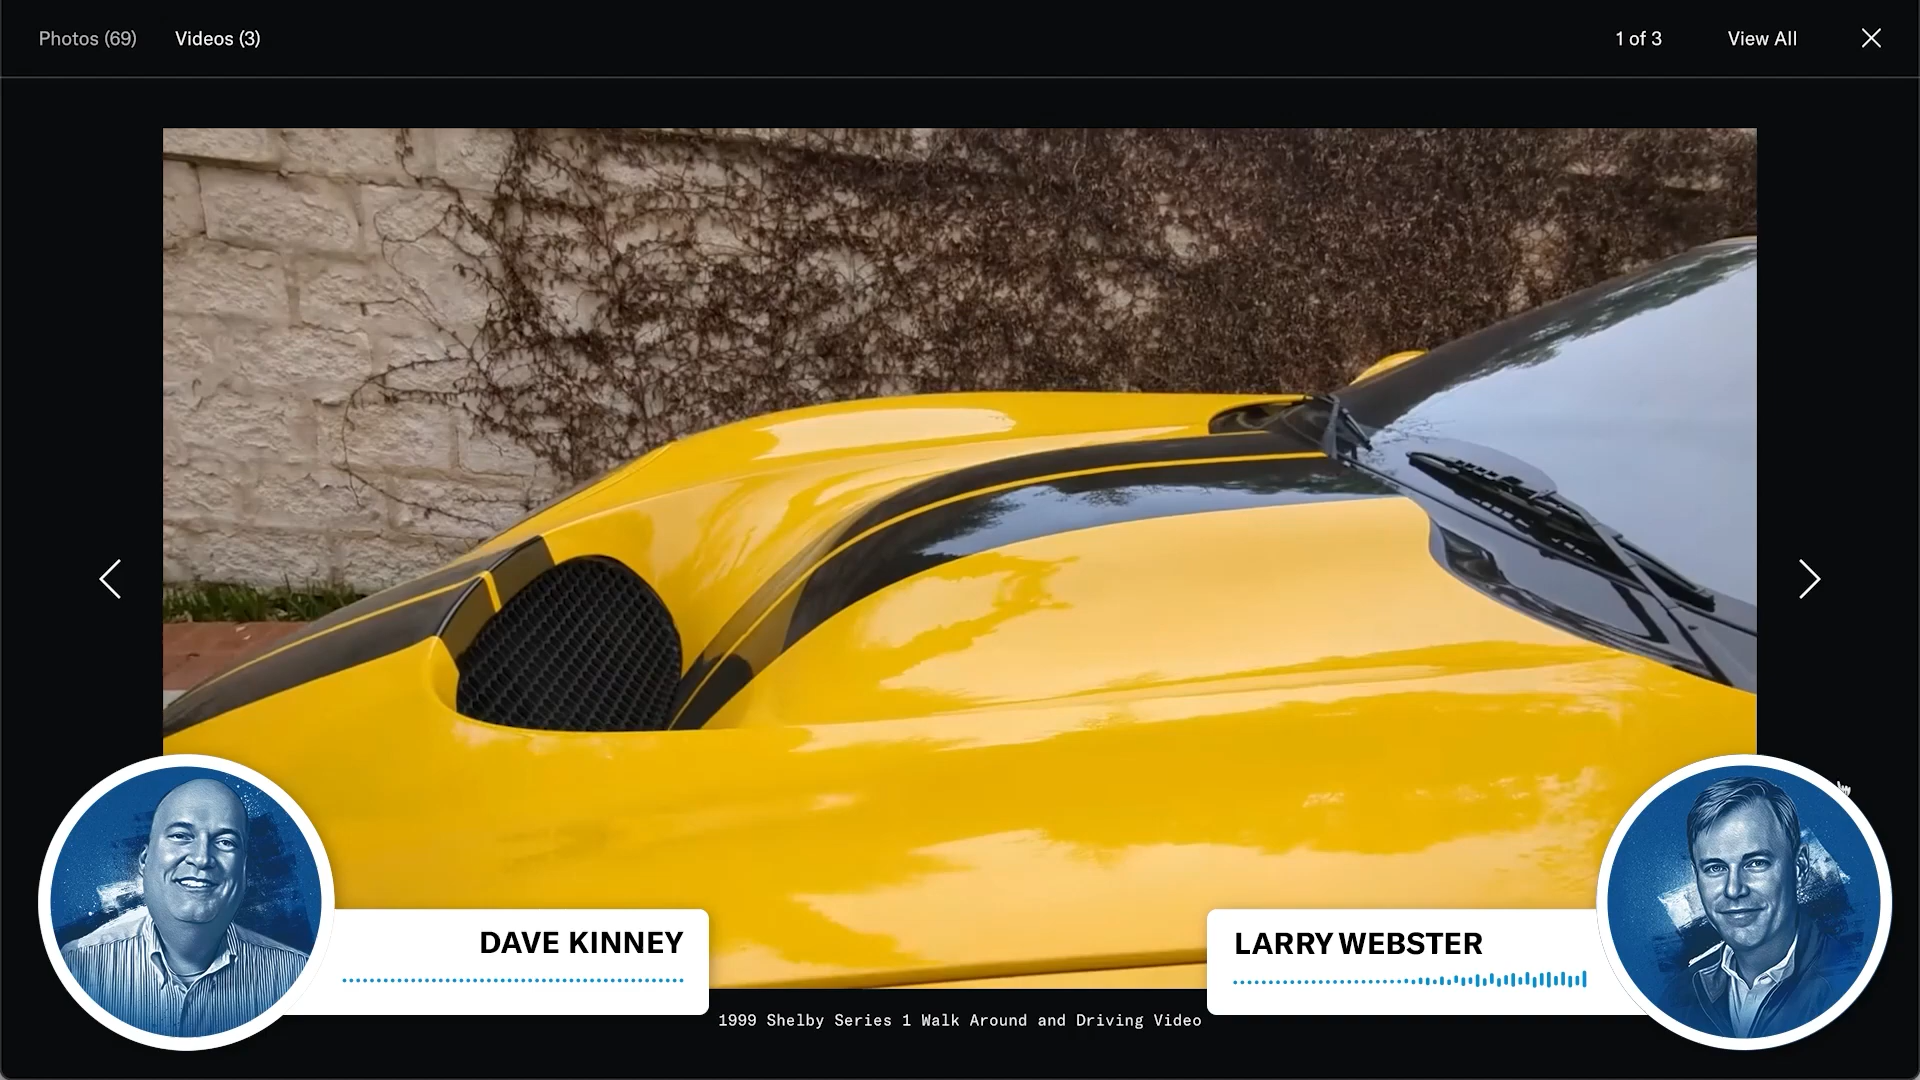 Photos (69)
Videos (3)
1 of 3
View All
DAVE KINNEY
LARRY WEBSTER
1999 Shelby Series 1 Walk Around and Driving Video